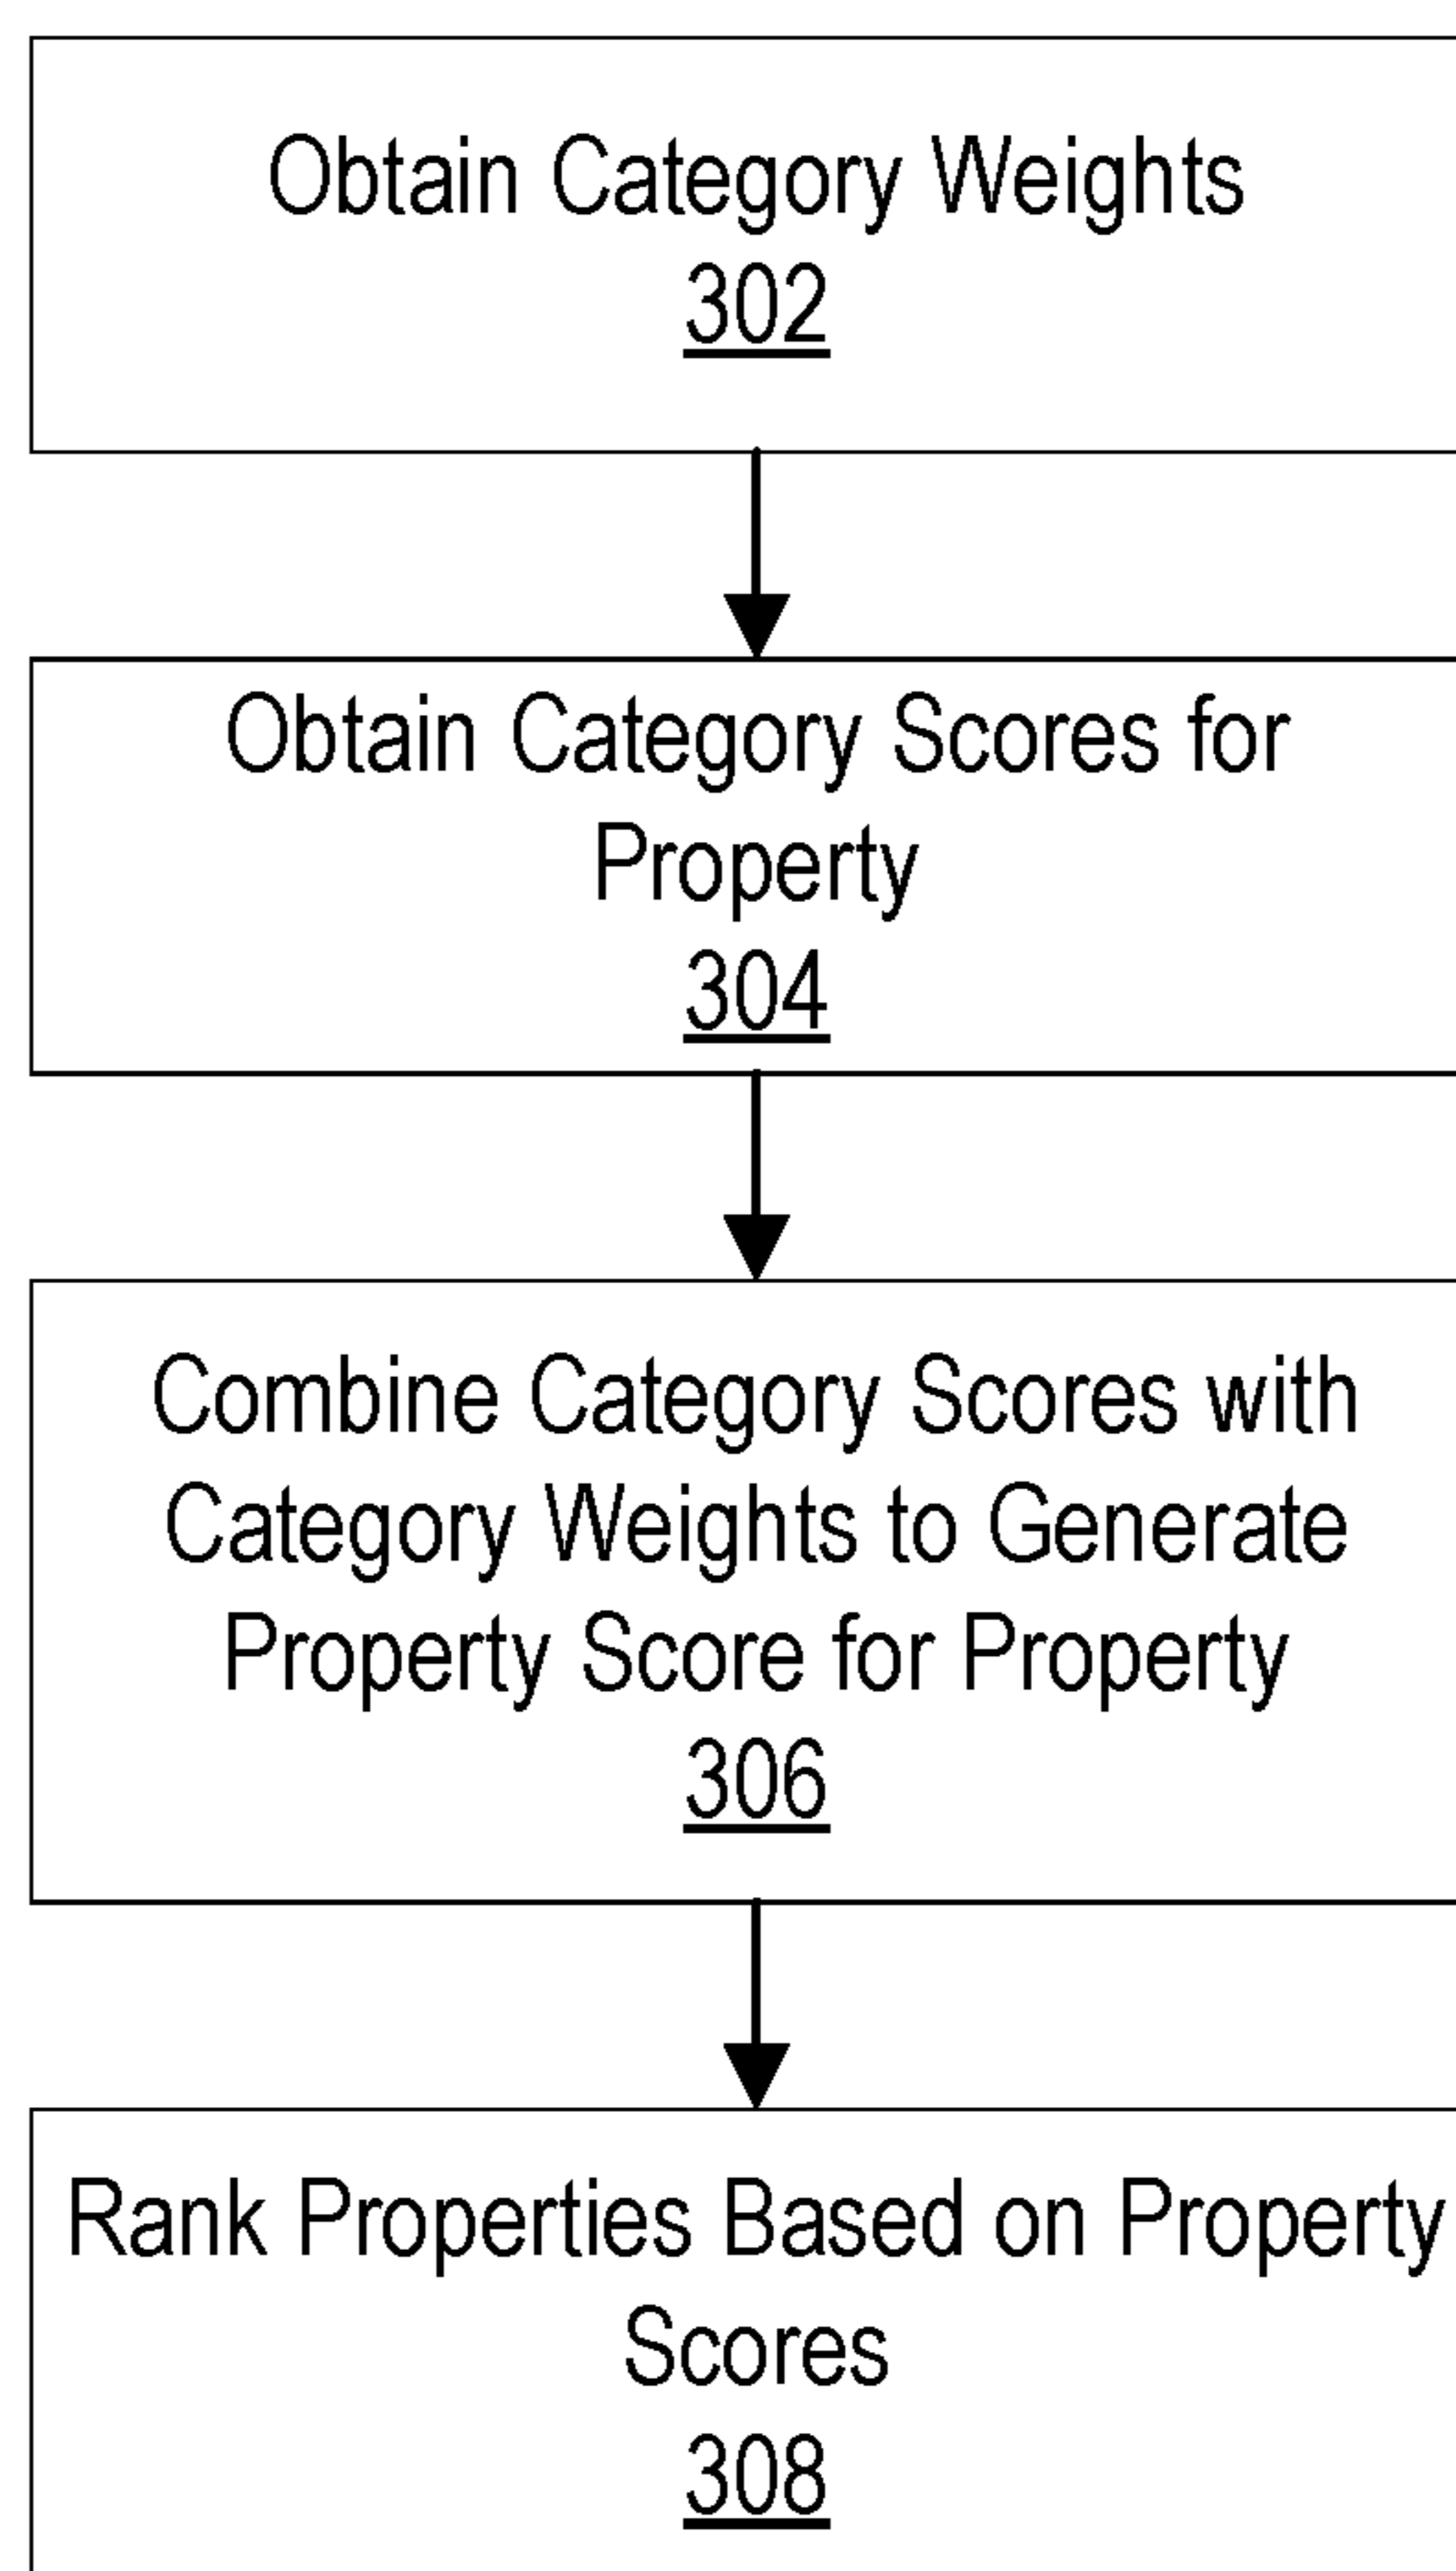 Obtain Category Weights
302
Obtain Category Scores for
Property
304
Combine Category Scores with
Category Weights to Generate
Property Score for Property
306
Rank Properties Based on Property
Scores
308